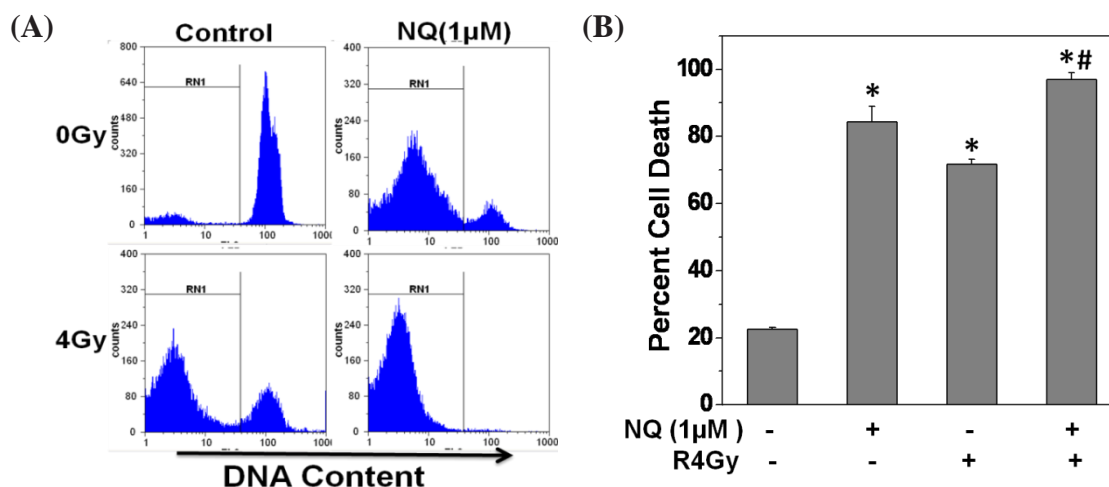 (A)
Control
NQ(1µM)
(B)
0Gy
4Gy
counts
800
640
480
320
160
0
RN1
1 10 100 1000
counts
400
320
240
160
80
0
RN1
1 10 100 1000
counts
400
320
240
160
80
0
RN1
1 10 100 1000
counts
400
320
240
160
80
0
RN1
1 10 100 1000
DNA Content
Percent Cell Death
100
80
60
40
20
0
*
*
*#
NQ (1µM ) - + - +
R4Gy - - + +